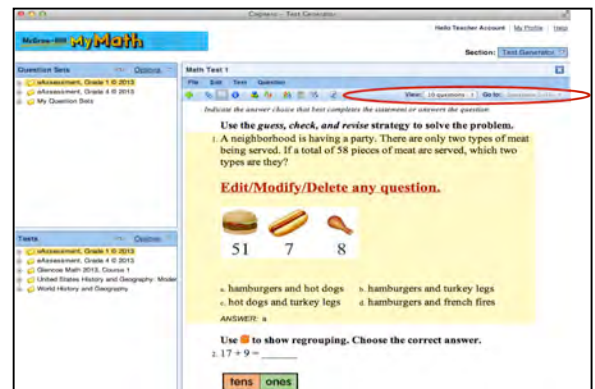 Cognero - Test Generator
Hello Teacher Account | My Profile | Help
McGraw-Hill My Math
Section: Test Generator
Question Sets
Options
eAssessment, Grade 1 © 2013
eAssessment, Grade 4 © 2013
My Question Sets
Math Test 1
File Edit Test Question
View: 10 questions Go to:
Indicate the answer choice that best completes the statement or answers the question.
Use the guess, check, and revise strategy to solve the problem.
1. A neighborhood is having a party. There are only two types of meat
being served. If a total of 58 pieces of meat are served, which two
types are they?
Edit/Modify/Delete any question.
51 7 8
a. hamburgers and hot dogs b. hamburgers and turkey legs
c. hot dogs and turkey legs d. hamburgers and french fires
ANSWER: a
Use to show regrouping. Choose the correct answer.
2. 17 + 9 = ______
tens ones
Tests
Options
eAssessment, Grade 1 © 2013
eAssessment, Grade 4 © 2013
Glencoe Math 2013, Course 1
United States History and Geography: Moder
World History and Geography